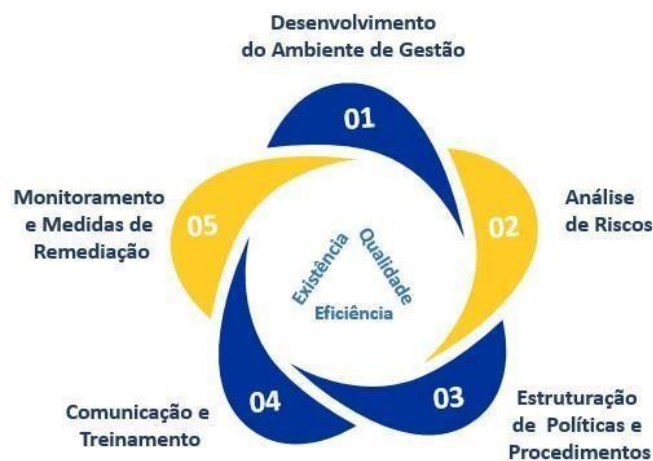 Desenvolvimento
do Ambiente de Gestão
01
Monitoramento
e Medidas de
Remediação
05
02
Análise
de Riscos
Existência
Qualidade
Eficiência
04
Comunicação e
Treinamento
03
Estruturação
de Políticas e
Procedimentos